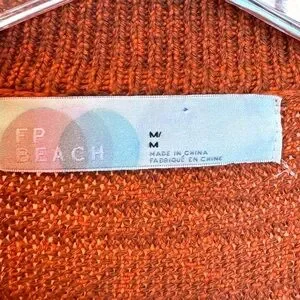 FP
BEACH
M/
M
MADE IN CHINA
FABRIQUÉ EN CHINE